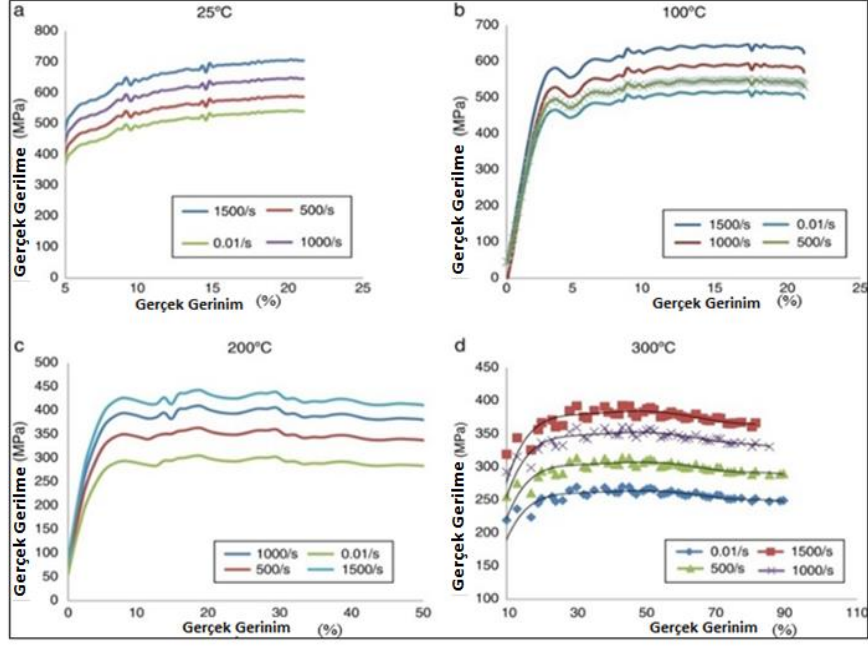 a
25°C
800
700
600
500
400
300
200
100
0
Gerçek Gerilme (MPa)
1500/s
500/s
0.01/s
1000/s
5
10
15
20
25
Gerçek Gerinim (%)
b
100°C
700
600
500
400
300
200
100
0
Gerçek Gerilme (MPa)
1500/s
0.01/s
1000/s
500/s
0
5
10
15
20
25
Gerçek Gerinim (%)
c
200°C
500
450
400
350
300
250
200
150
100
50
0
Gerçek Gerilme (MPa)
1000/s
0.01/s
500/s
1500/s
0
10
20
30
40
50
Gerçek Gerinim (%)
d
300°C
450
400
350
300
250
200
150
100
Gerçek Gerilme (MPa)
0.01/s
1500/s
500/s
1000/s
10
30
50
70
90
110
Gerçek Gerinim (%)